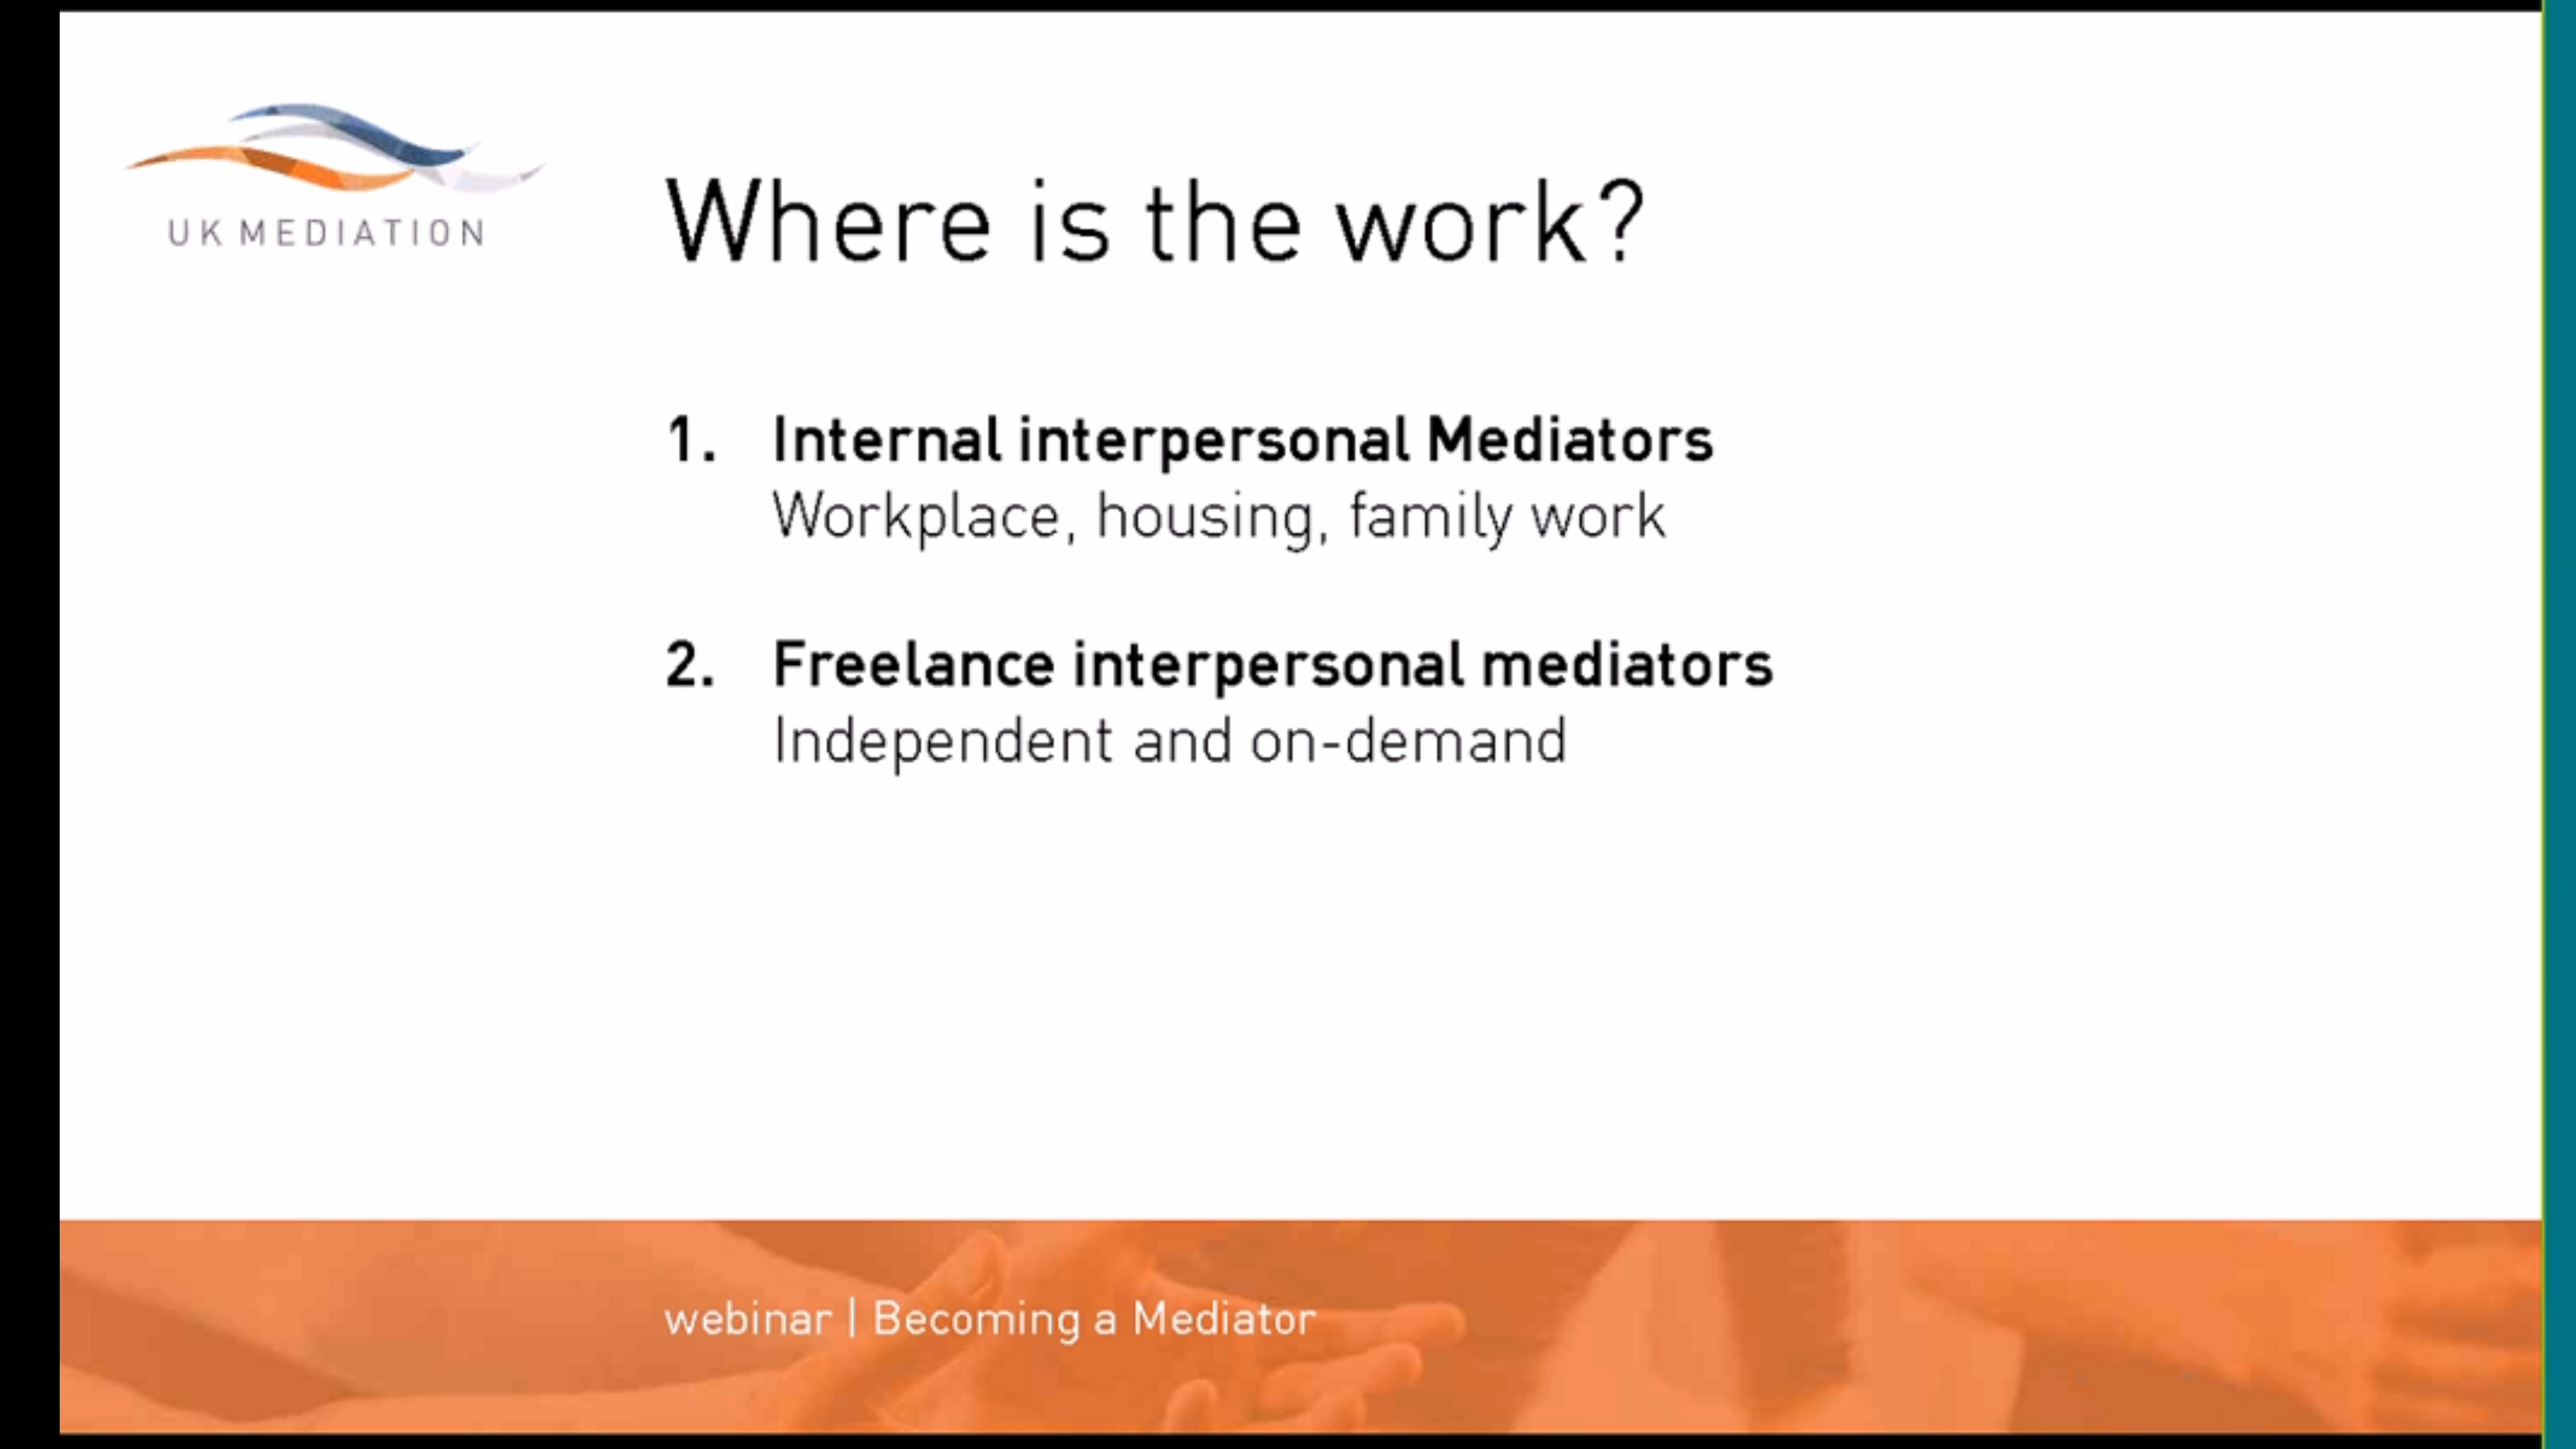 UK MEDIATION
Where is the work?
1. Internal interpersonal Mediators
Workplace, housing, family work
2. Freelance interpersonal mediators
Independent and on-demand
webinar | Becoming a Mediator